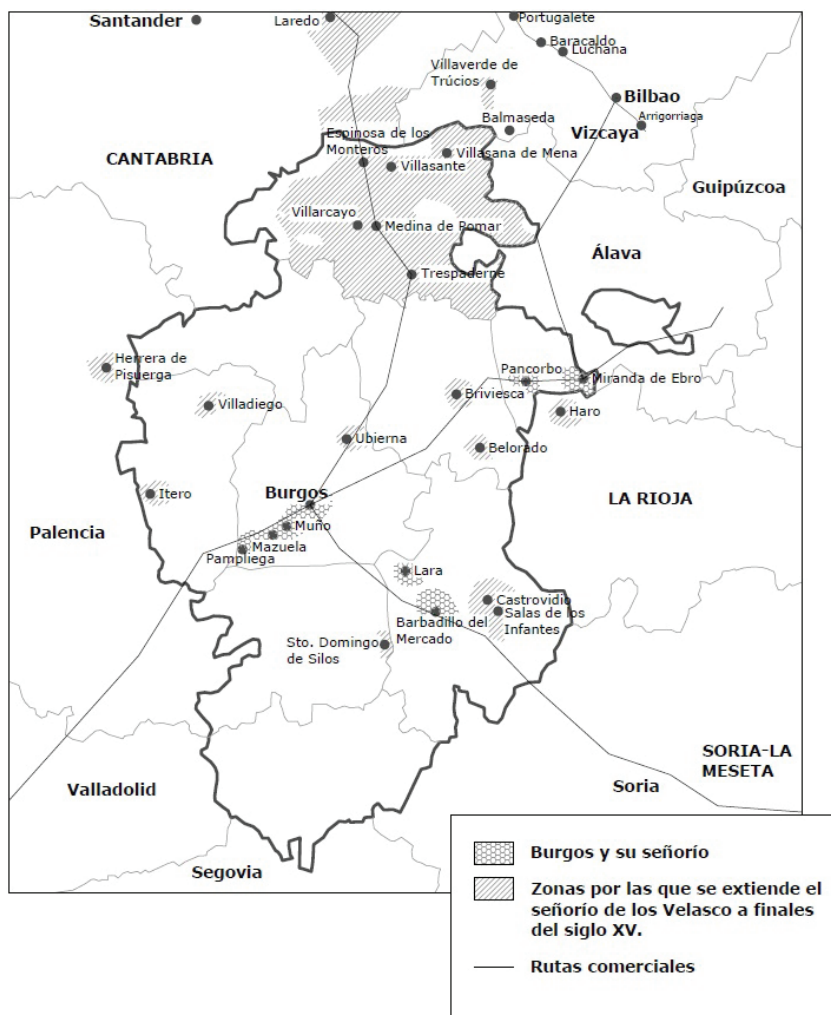 Santander
Laredo
Portugalete
Baracaldo
Luchana
Villaverde de
Trúcios
Bilbao
Balmaseda
Arrigorriaga
Vizcaya
Espinosa de los
Monteros
CANTABRIA
Villasana de Mena
Villasante
Guipúzcoa
Villarcayo
Medina de Pomar
Álava
Trespaderne
Herrera de
Pisuerga
Pancorbo
Miranda de Ebro
Briviesca
Villadiego
Haro
Ubierna
Belorado
Itero
Burgos
LA RIOJA
Muño
Palencia
Mazuela
Pampliega
Lara
Castrovidio
Salas de los
Infantes
Barbadillo del
Mercado
Sto. Domingo
de Silos
SORIA-LA
MESETA
Valladolid
Soria
Segovia
Burgos y su señorío
Zonas por las que se extiende el
señorío de los Velasco a finales
del siglo XV.
Rutas comerciales